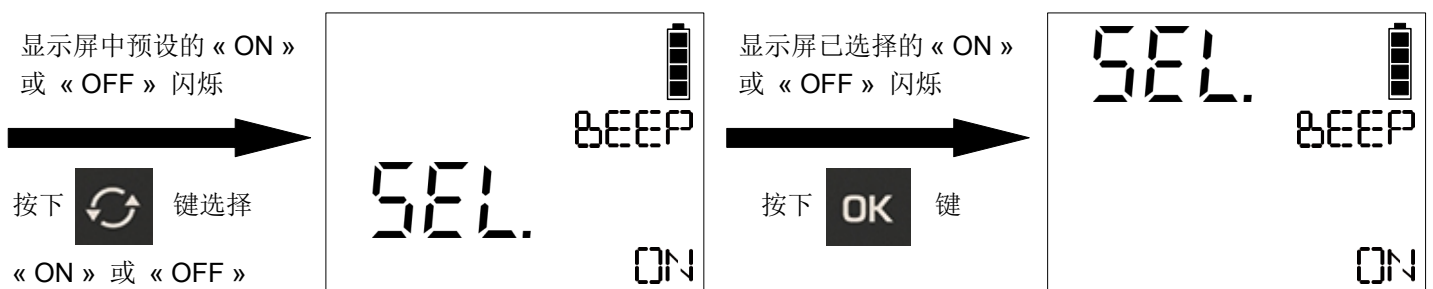 显示屏中预设的 « ON »
或 « OFF » 闪烁
按下 键选择
« ON » 或 « OFF »
BEEP
SEL.
ON
显示屏已选择的 « ON »
或 « OFF » 闪烁
按下 OK 键
SEL.
BEEP
ON